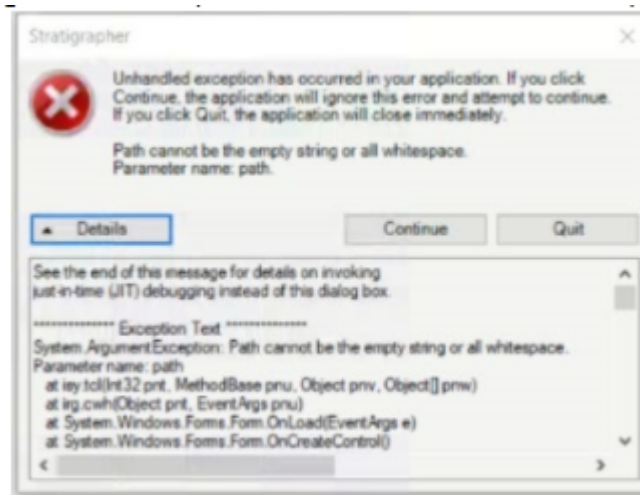 Stratigrapher
Unhandled exception has occurred in your application. If you click
Continue, the application will ignore this error and attempt to continue.
If you click Quit, the application will close immediately.
Path cannot be the empty string or all whitespace.
Parameter name: path.
Details
Continue
Quit
See the end of this message for details on invoking
just-in-time (JIT) debugging instead of this dialog box.
************** Exception Text **************
System.ArgumentException: Path cannot be the empty string or all whitespace.
Parameter name: path
at isy.tcl(Int32 pnt, MethodBase pnu, Object pnv, Object[] pnw)
at irg.cwh(Object pnt, EventArgs pnu)
at System.Windows.Forms.Form.OnLoad(EventArgs e)
at System.Windows.Forms.Form.OnCreateControl()